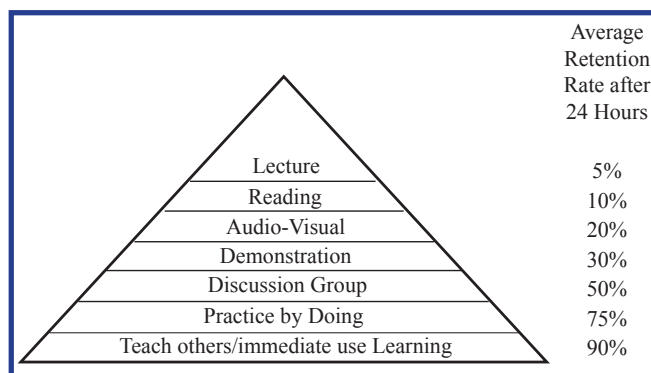 Average
Retention
Rate after
24 Hours
Lecture 5%
Reading 10%
Audio-Visual 20%
Demonstration 30%
Discussion Group 50%
Practice by Doing 75%
Teach others/immediate use Learning 90%